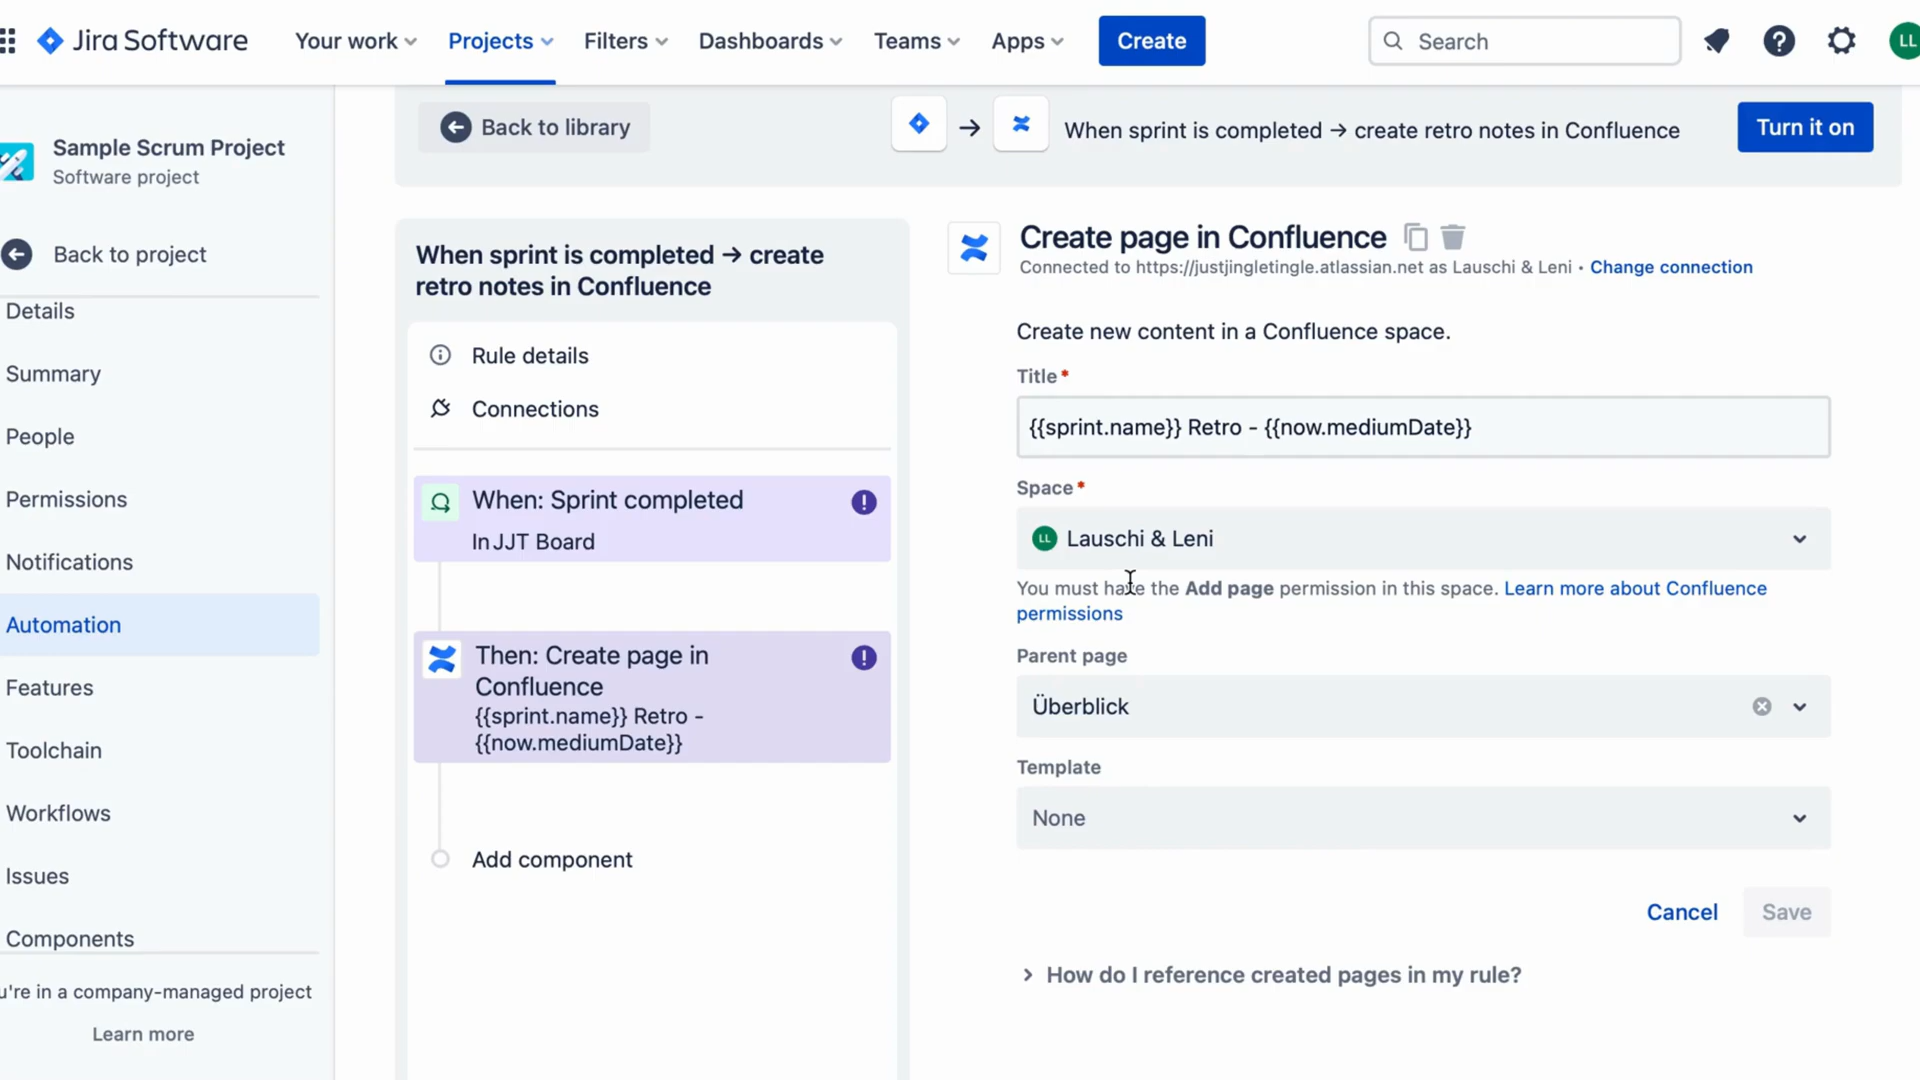 Jira Software
Your work
Projects
Filters
Dashboards
Teams
Apps
Create
Search
LL
Sample Scrum Project
Software project
Back to project
Details
Summary
People
Permissions
Notifications
Automation
Features
Toolchain
Workflows
Issues
Components
u're in a company-managed project
Learn more
Back to library
When sprint is completed → create retro notes in Confluence
Turn it on
When sprint is completed → create
retro notes in Confluence
Rule details
Connections
When: Sprint completed
In JJT Board
Then: Create page in
Confluence
{{sprint.name}} Retro -
{{now.mediumDate}}
Add component
Create page in Confluence
Connected to https://justjingletingle.atlassian.net as Lauschi & Leni • Change connection
Create new content in a Confluence space.
Title *
{{sprint.name}} Retro - {{now.mediumDate}}
Space *
LL Lauschi & Leni
You must have the Add page permission in this space. Learn more about Confluence
permissions
Parent page
Überblick
Template
None
Cancel
Save
How do I reference created pages in my rule?